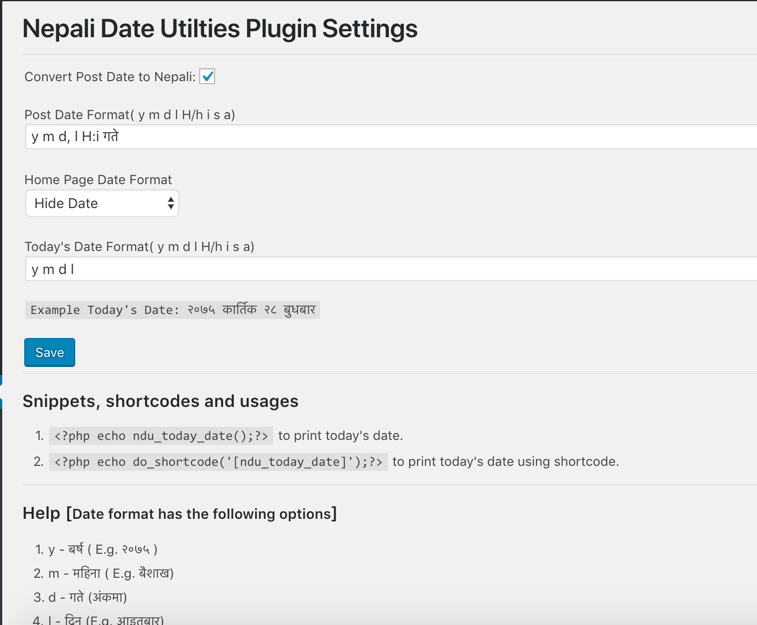 Nepali Date Utilties Plugin Settings
Convert Post Date to Nepali:
Post Date Format( y m d l H/h i s a)
y m d, l H:i गते
Home Page Date Format
Hide Date
Today's Date Format( y m d l H/h i s a)
y m d l
Example Today's Date: २०७५ कार्तिक २८ बुधबार
Save
Snippets, shortcodes and usages
1. <?php echo ndu_today_date();?> to print today's date.
2. <?php echo do_shortcode('[ndu_today_date]');?> to print today's date using shortcode.
Help [Date format has the following options]
1. y - बर्ष ( E.g. २०७५ )
2. m - महिना ( E.g. बैशाख)
3. d - गते (अंकमा)
4. l - दिन (E.g. आइतबार)